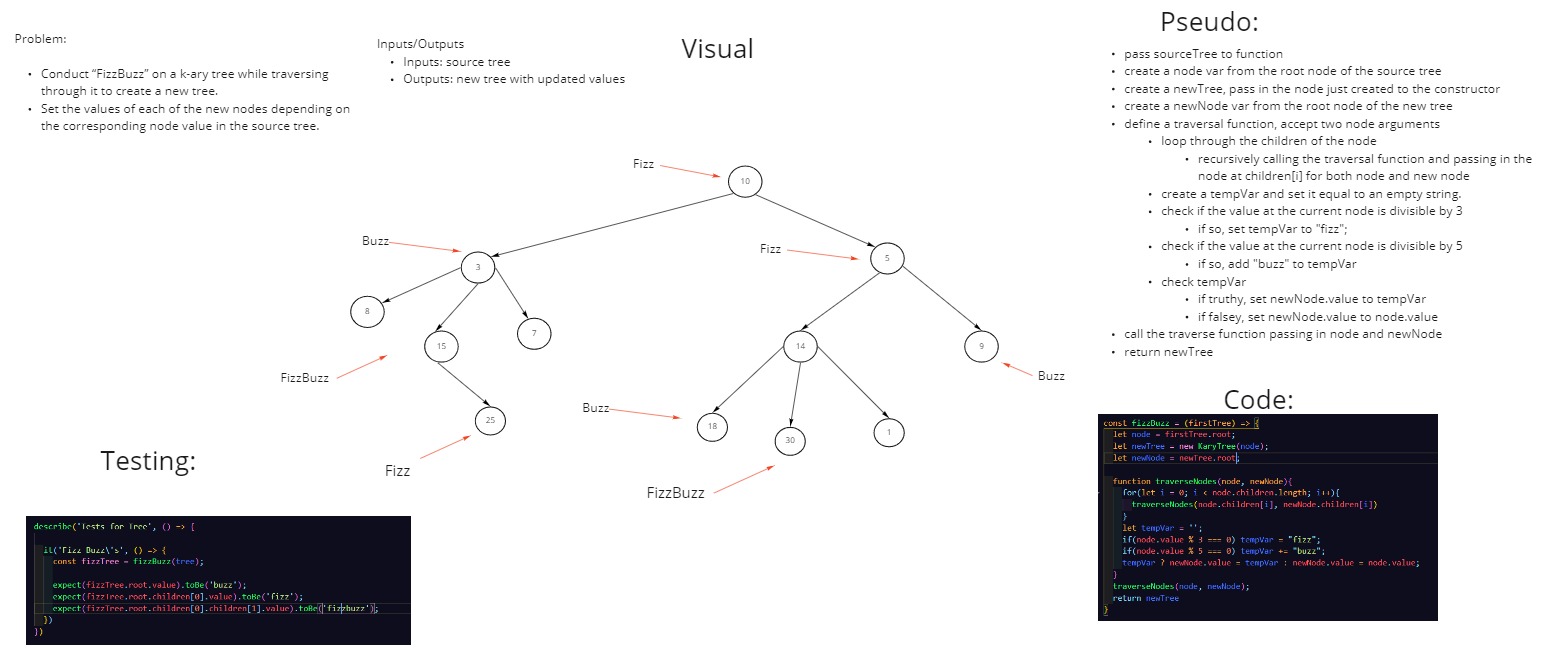 Problem:
Conduct “FizzBuzz” on a k-ary tree while traversing
through it to create a new tree.
Set the values of each of the new nodes depending on
the corresponding node value in the source tree.
Inputs/Outputs
Inputs: source tree
Outputs: new tree with updated values
Visual
Fizz
10
Buzz
3
Fizz
5
8
15
7
14
9
FizzBuzz
Buzz
25
Buzz
18
30
1
Fizz
FizzBuzz
Pseudo:
pass sourceTree to function
create a node var from the root node of the source tree
create a newTree, pass in the node just created to the constructor
create a newNode var from the root node of the new tree
define a traversal function, accept two node arguments
loop through the children of the node
recursively calling the traversal function and passing in the
node at children[i] for both node and new node
create a tempVar and set it equal to an empty string.
check if the value at the current node is divisible by 3
if so, set tempVar to "fizz";
check if the value at the current node is divisible by 5
if so, add "buzz" to tempVar
check tempVar
if truthy, set newNode.value to tempVar
if falsey, set newNode.value to node.value
call the traverse function passing in node and newNode
return newTree
Code:
const fizzBuzz = (firstTree) => {
let node = firstTree.root;
let newTree = new KaryTree(node);
let newNode = newTree.root;
function traverseNodes(node, newNode){
for(let i = 0; i < node.children.length; i++){
traverseNodes(node.children[i], newNode.children[i])
}
let tempVar = '';
if(node.value % 3 === 0) tempVar = "fizz";
if(node.value % 5 === 0) tempVar += "buzz";
tempVar ? newNode.value = tempVar : newNode.value = node.value;
}
traverseNodes(node, newNode);
return newTree
}
Testing:
describe('Tests for Tree', () => {
it('Fizz Buzz\'s', () => {
const fizzTree = fizzBuzz(tree);
expect(fizzTree.root.value).toBe('buzz');
expect(fizzTree.root.children[0].value).toBe('fizz');
expect(fizzTree.root.children[0].children[1].value).toBe('fizzbuzz');
})
})